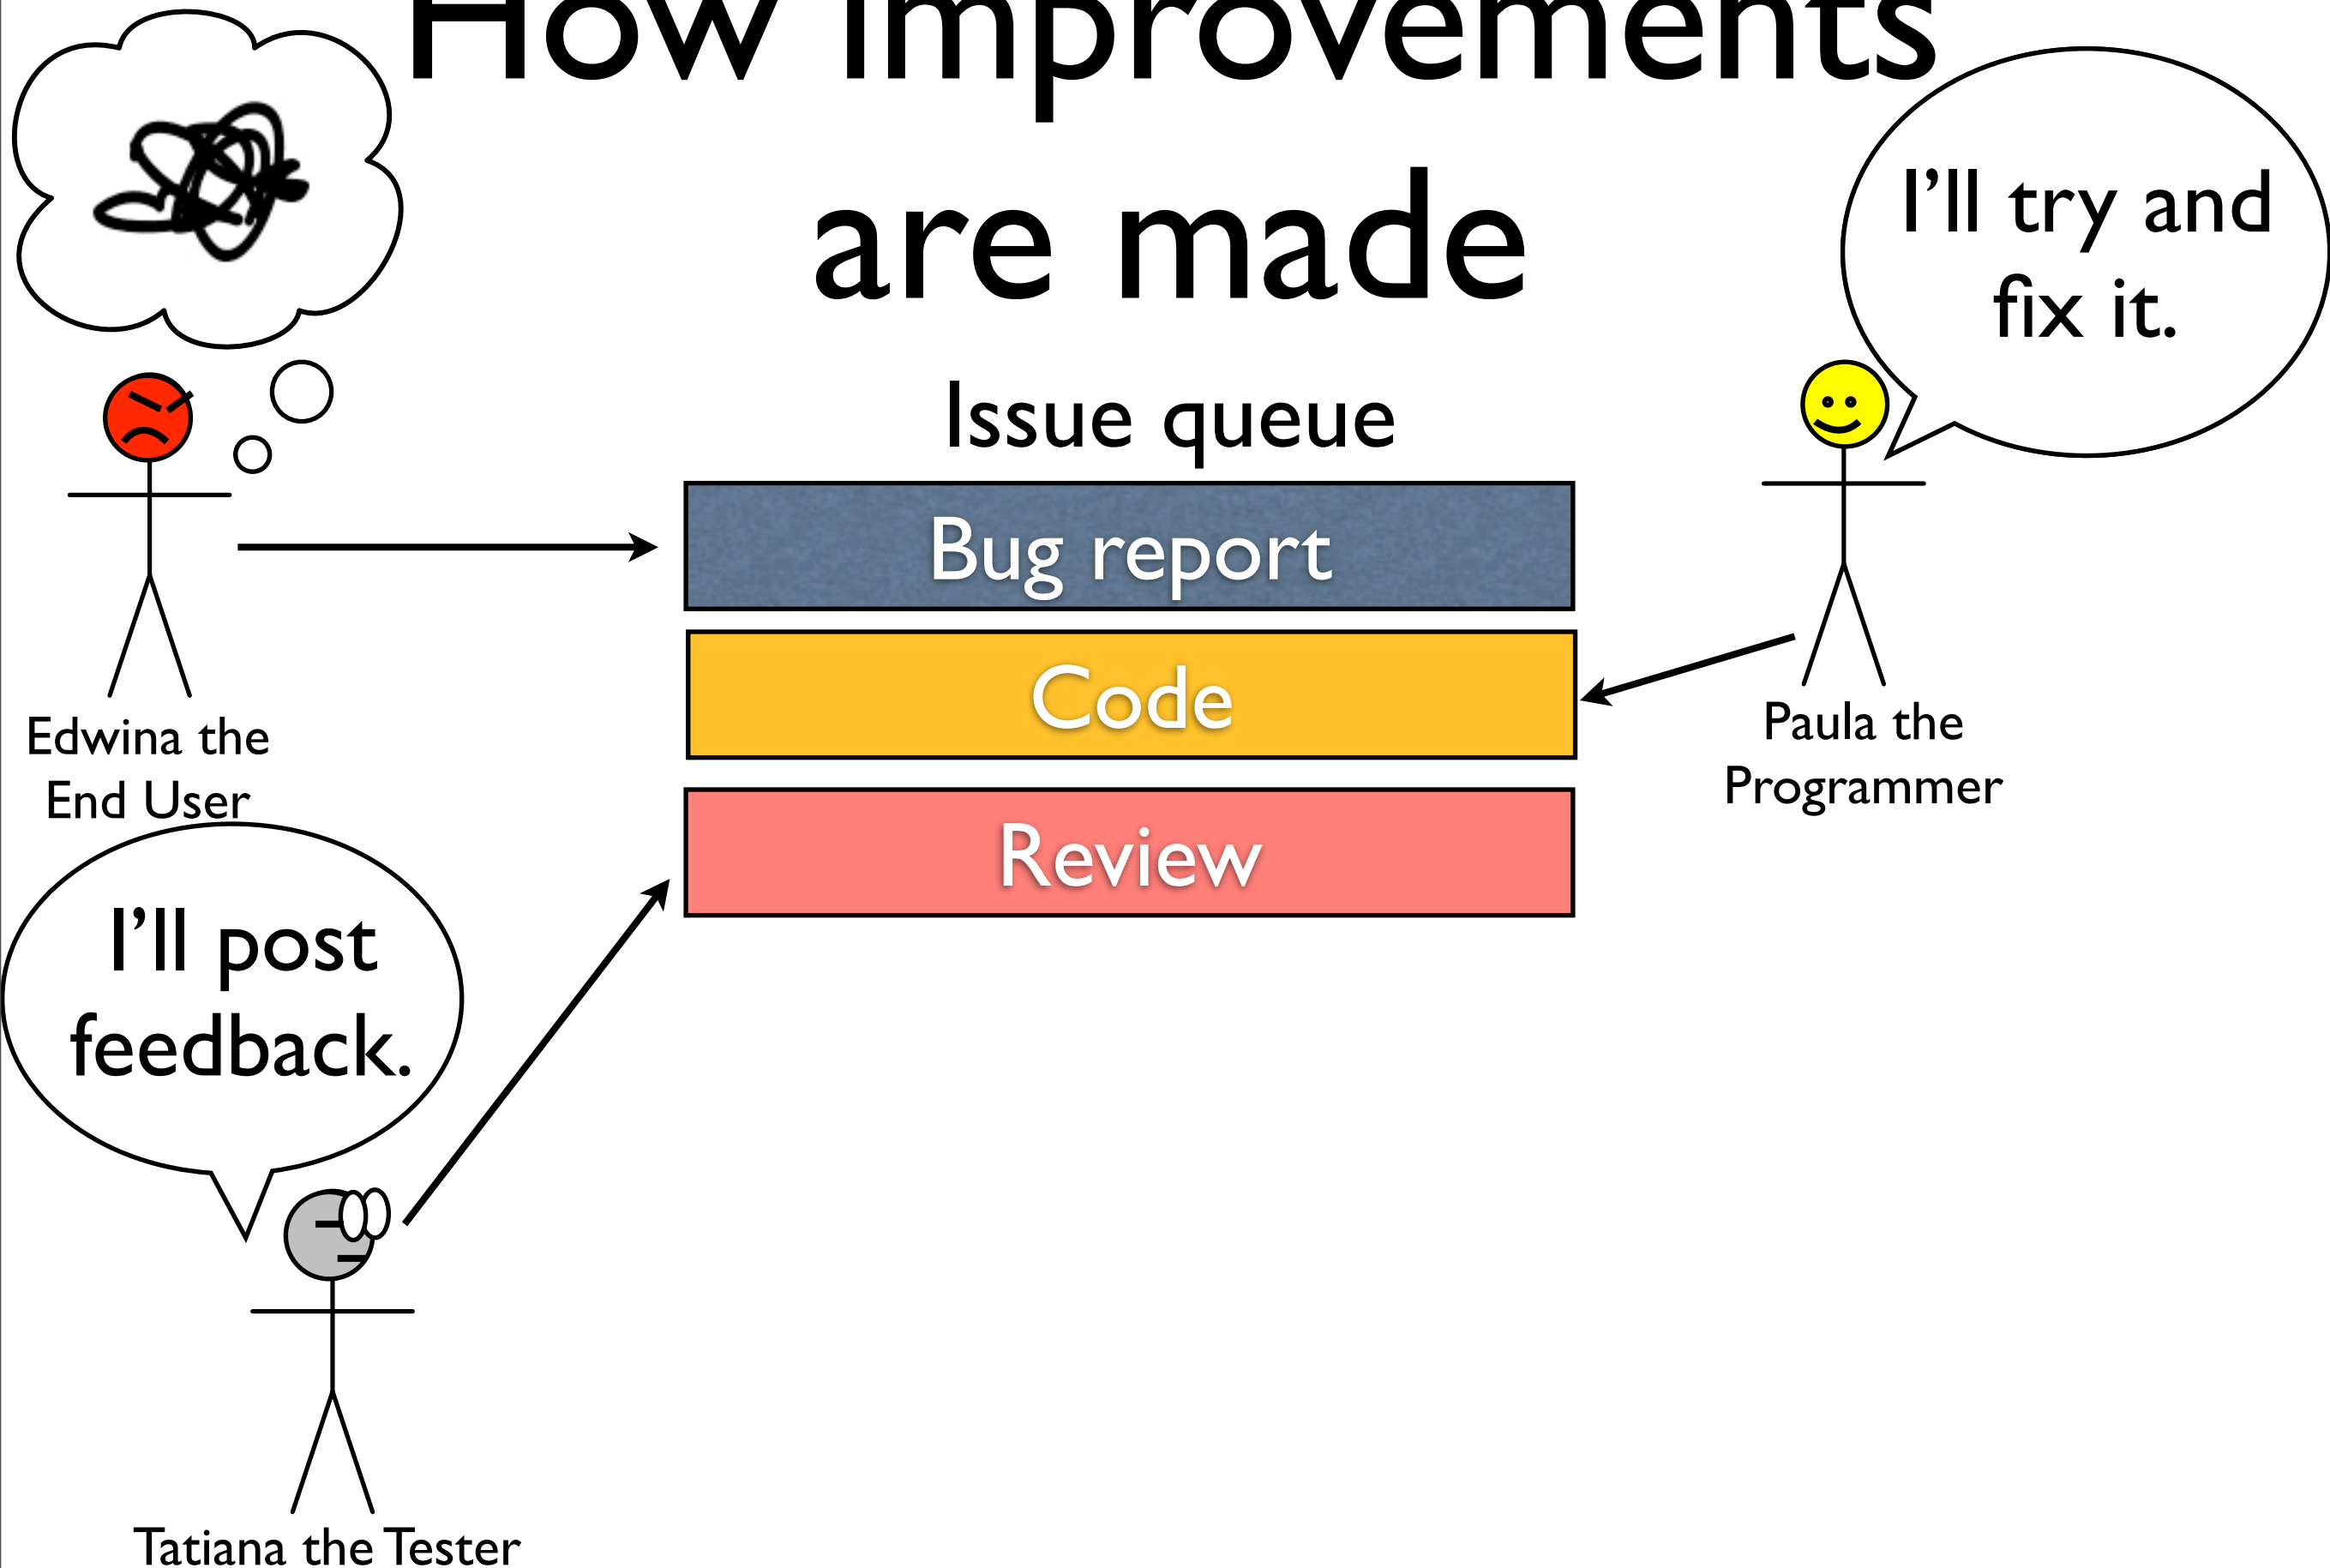 How improvements
are made
I’ll try and
fix it.
Issue queue
Bug report
Code
Review
Edwina the
End User
Paula the
Programmer
I’ll post
feedback.
Tatiana the Tester